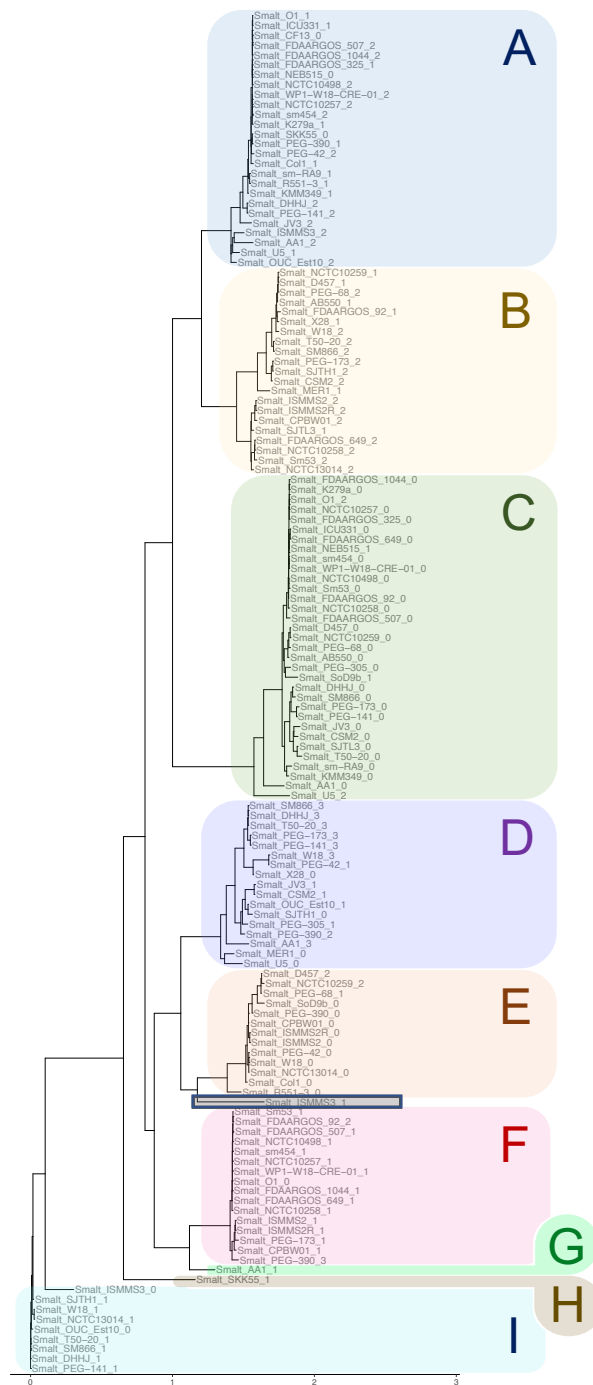 Smalt_O1_1
Smalt_ICU331_1
Smalt_CF13_0
Smalt_FDAARGOS_507_2
Smalt_FDAARGOS_1044_2
Smalt_FDAARGOS_325_1
Smalt_NEB515_0
Smalt_NCTC10498_2
Smalt_WP1-W18-CRE-01_2
Smalt_NCTC10257_2
Smalt_sm454_2
Smalt_K279a_1
Smalt_SKK55_0
Smalt_PEG-390_1
Smalt_PEG-42_2
Smalt_Col1_1
Smalt_sm-RA9_1
Smalt_R551-3_1
Smalt_KMM349_1
Smalt_DHHJ_2
Smalt_PEG-141_2
Smalt_JV3_2
Smalt_ISMMS3_2
Smalt_AA1_2
Smalt_U5_1
Smalt_OUC_Est10_2
A
Smalt_NCTC10259_1
Smalt_D457_1
Smalt_PEG-68_2
Smalt_AB550_1
Smalt_FDAARGOS_92_1
Smalt_X28_1
Smalt_W18_2
Smalt_T50-20_2
Smalt_SM866_2
Smalt_PEG-173_2
Smalt_SJTH1_2
Smalt_CSM2_2
Smalt_MER1_1
Smalt_ISMMS2_2
Smalt_ISMMS2R_2
Smalt_CPBW01_2
Smalt_SJTL3_1
Smalt_FDAARGOS_649_2
Smalt_NCTC10258_2
Smalt_Sm53_2
Smalt_NCTC13014_2
B
Smalt_FDAARGOS_1044_0
Smalt_K279a_0
Smalt_O1_2
Smalt_NCTC10257_0
Smalt_FDAARGOS_325_0
Smalt_ICU331_0
Smalt_FDAARGOS_649_0
Smalt_NEB515_1
Smalt_sm454_0
Smalt_WP1-W18-CRE-01_0
Smalt_NCTC10498_0
Smalt_Sm53_0
Smalt_FDAARGOS_92_0
Smalt_NCTC10258_0
Smalt_FDAARGOS_507_0
Smalt_D457_0
Smalt_NCTC10259_0
Smalt_PEG-68_0
Smalt_AB550_0
Smalt_PEG-305_0
Smalt_SoD9b_1
Smalt_DHHJ_0
Smalt_SM866_0
Smalt_PEG-173_0
Smalt_PEG-141_0
Smalt_JV3_0
Smalt_CSM2_0
Smalt_SJTL3_0
Smalt_T50-20_0
Smalt_sm-RA9_0
Smalt_KMM349_0
Smalt_AA1_0
Smalt_U5_2
C
Smalt_SM866_3
Smalt_DHHJ_3
Smalt_T50-20_3
Smalt_PEG-173_3
Smalt_PEG-141_3
Smalt_W18_3
Smalt_PEG-42_1
Smalt_X28_0
Smalt_JV3_1
Smalt_CSM2_1
Smalt_OUC_Est10_1
Smalt_SJTH1_0
Smalt_PEG-305_1
Smalt_PEG-390_2
Smalt_AA1_3
Smalt_MER1_0
Smalt_U5_0
D
Smalt_D457_2
Smalt_NCTC10259_2
Smalt_PEG-68_1
Smalt_SoD9b_0
Smalt_PEG-390_0
Smalt_CPBW01_0
Smalt_ISMMS2R_0
Smalt_ISMMS2_0
Smalt_PEG-42_0
Smalt_W18_0
Smalt_NCTC13014_0
Smalt_Col1_0
Smalt_R551-3_0
E
Smalt_ISMMS3_1
Smalt_Sm53_1
Smalt_FDAARGOS_92_2
Smalt_FDAARGOS_507_1
Smalt_NCTC10498_1
Smalt_sm454_1
Smalt_NCTC10257_1
Smalt_WP1-W18-CRE-01_1
Smalt_O1_0
Smalt_FDAARGOS_1044_1
Smalt_FDAARGOS_649_1
Smalt_NCTC10258_1
Smalt_ISMMS2_1
Smalt_ISMMS2R_1
Smalt_PEG-173_1
Smalt_CPBW01_1
Smalt_PEG-390_3
F
Smalt_AA1_1
G
Smalt_SKK55_1
H
Smalt_ISMMS3_0
Smalt_SJTH1_1
Smalt_W18_1
Smalt_NCTC13014_1
Smalt_OUC_Est10_0
Smalt_T50-20_1
Smalt_SM866_1
Smalt_DHHJ_1
Smalt_PEG-141_1
I
0 1 2 3